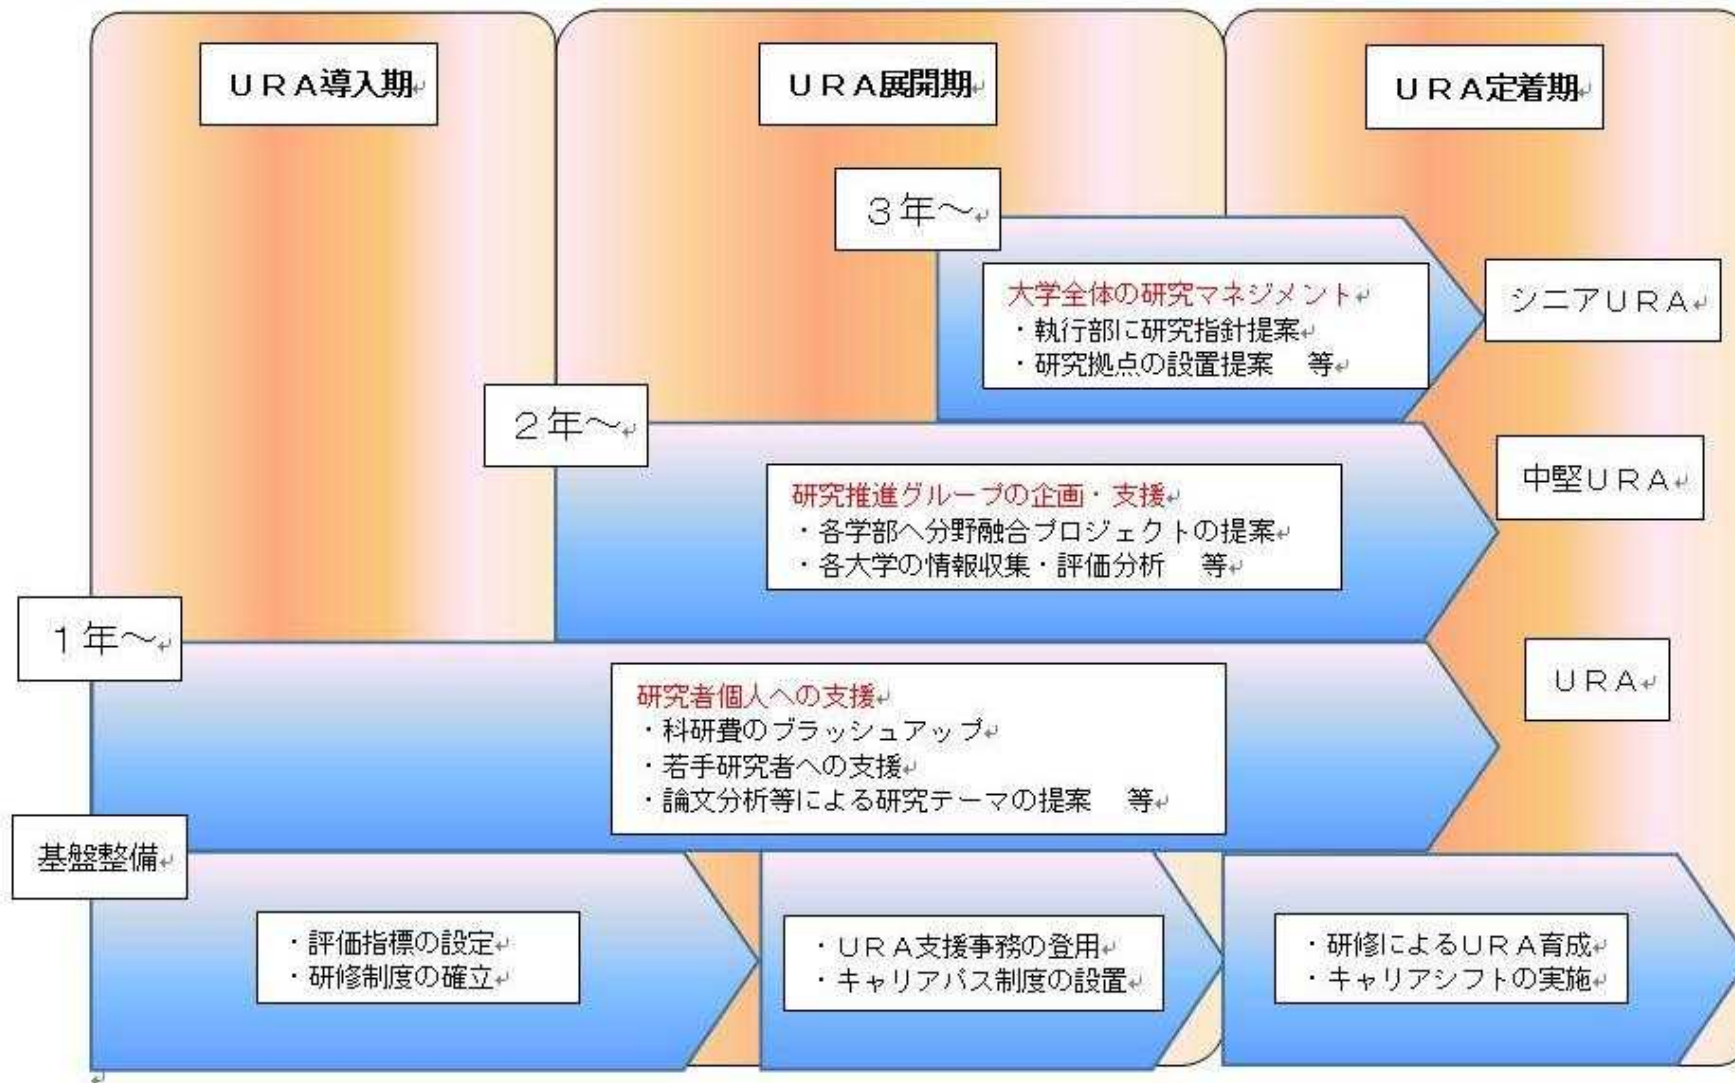 URA導入期
URA展開期
URA定着期
3年～
大学全体の研究マネジメント
・執行部に研究指針提案
・研究拠点の設置提案　等
シニアURA
2年～
研究推進グループの企画・支援
・各学部へ分野融合プロジェクトの提案
・各大学の情報収集・評価分析　等
中堅URA
1年～
研究者個人への支援
・科研費のブラッシュアップ
・若手研究者への支援
・論文分析等による研究テーマの提案　等
URA
基盤整備
・評価指標の設定
・研修制度の確立
・URA支援事務の登用
・キャリアパス制度の設置
・研修によるURA育成
・キャリアシフトの実施